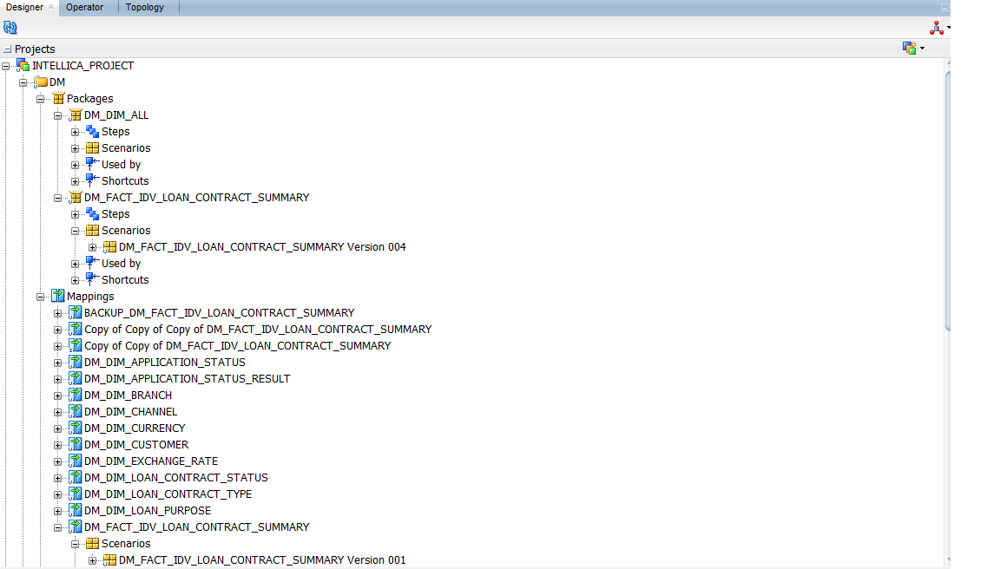 Designer Operator Topology
Projects
INTELLICA_PROJECT
DM
Packages
DM_DIM_ALL
Steps
Scenarios
Used by
Shortcuts
DM_FACT_IDV_LOAN_CONTRACT_SUMMARY
Steps
Scenarios
DM_FACT_IDV_LOAN_CONTRACT_SUMMARY Version 004
Used by
Shortcuts
Mappings
BACKUP_DM_FACT_IDV_LOAN_CONTRACT_SUMMARY
Copy of Copy of Copy of DM_FACT_IDV_LOAN_CONTRACT_SUMMARY
Copy of Copy of DM_FACT_IDV_LOAN_CONTRACT_SUMMARY
DM_DIM_APPLICATION_STATUS
DM_DIM_APPLICATION_STATUS_RESULT
DM_DIM_BRANCH
DM_DIM_CHANNEL
DM_DIM_CURRENCY
DM_DIM_CUSTOMER
DM_DIM_EXCHANGE_RATE
DM_DIM_LOAN_CONTRACT_STATUS
DM_DIM_LOAN_CONTRACT_TYPE
DM_DIM_LOAN_PURPOSE
DM_FACT_IDV_LOAN_CONTRACT_SUMMARY
Scenarios
DM_FACT_IDV_LOAN_CONTRACT_SUMMARY Version 001